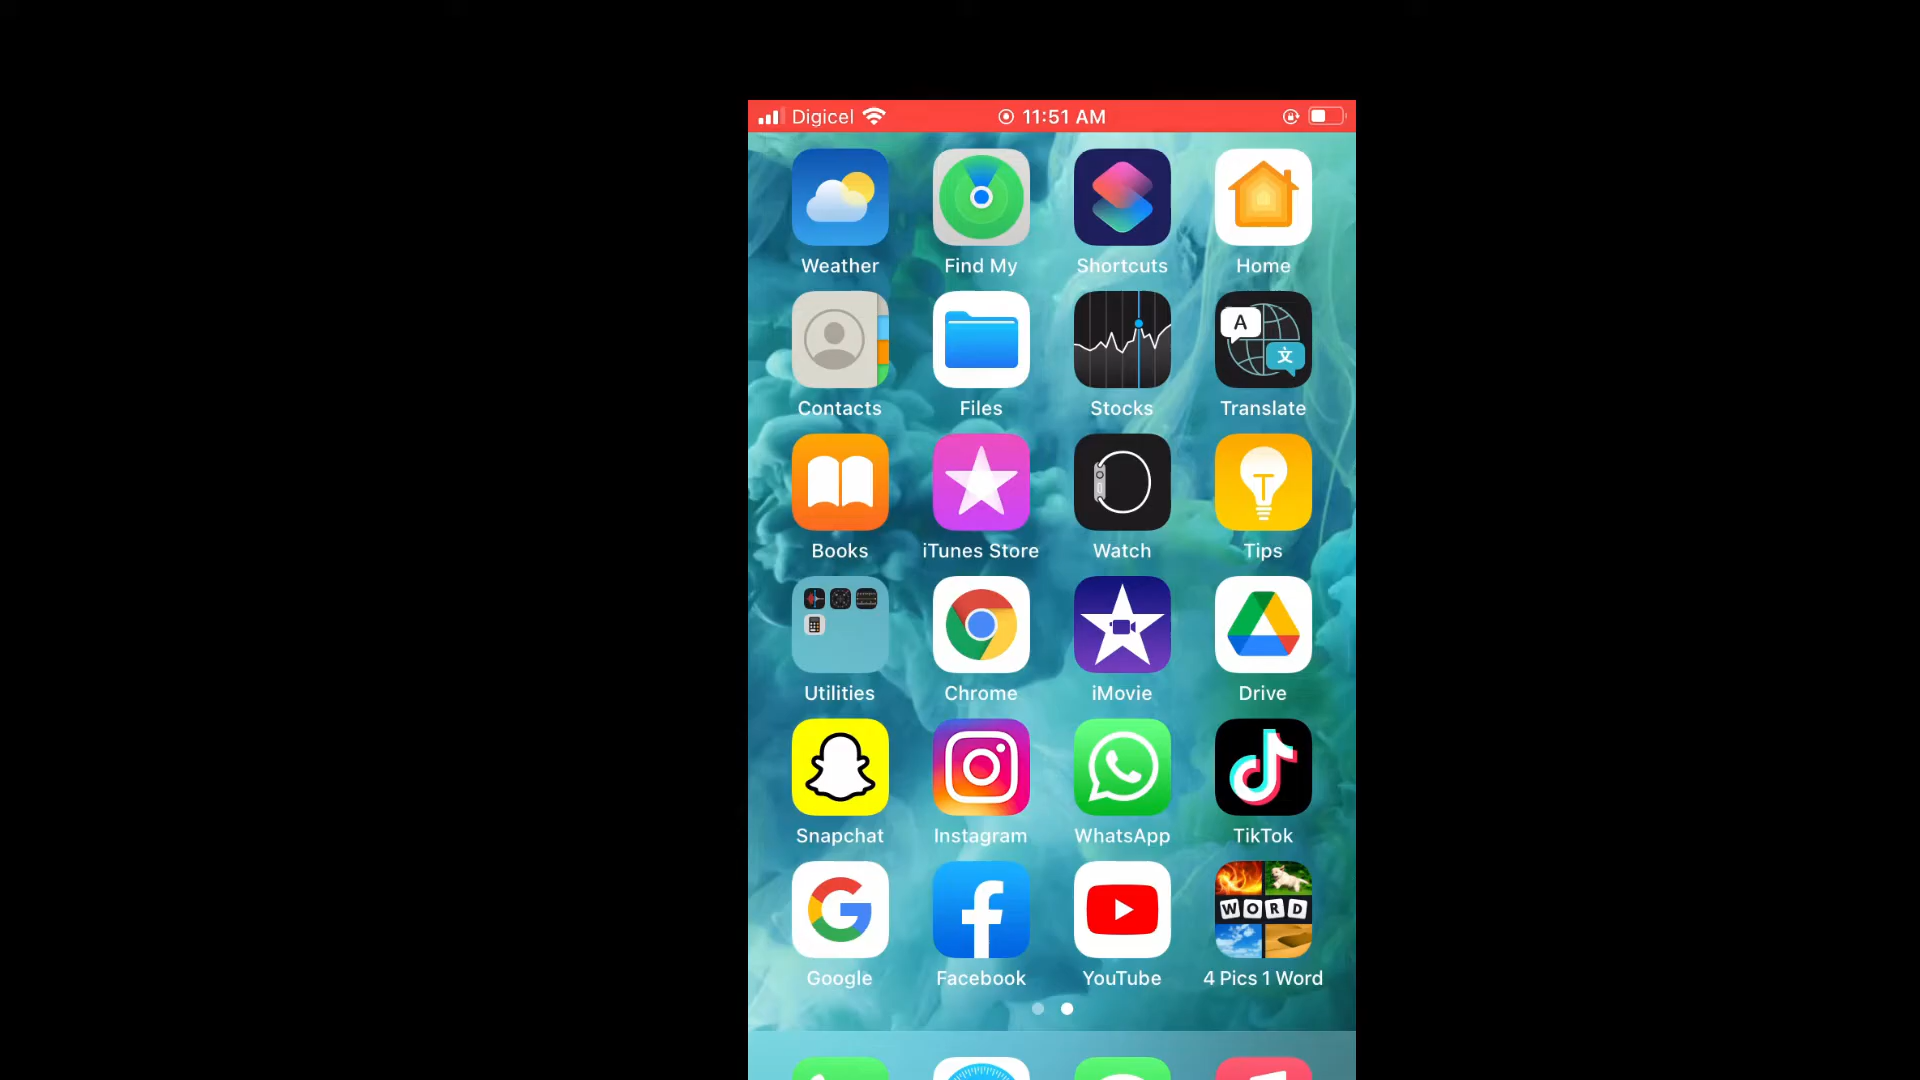 Digicel 11:51 AM
Weather Find My Shortcuts Home
A 文
Contacts Files Stocks Translate
Books iTunes Store Watch Tips
Utilities Chrome iMovie Drive
Snapchat Instagram WhatsApp TikTok
WORD
Google Facebook YouTube 4 Pics 1 Word